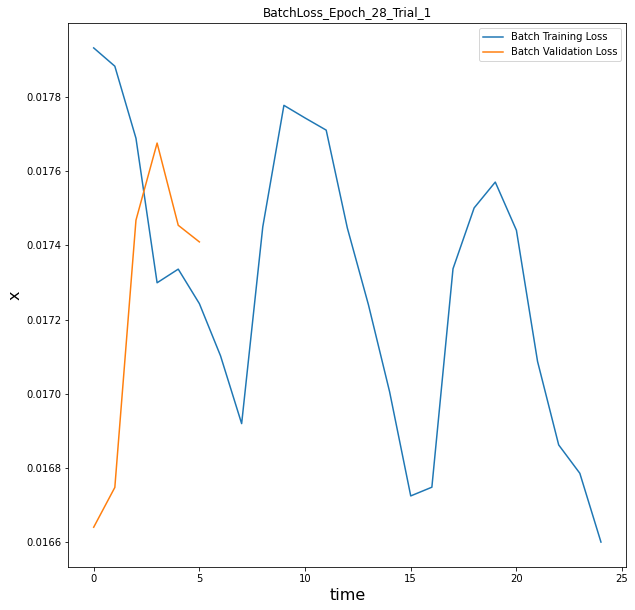 BatchLoss_Epoch_28_Trial_1
Batch Training Loss
Batch Validation Loss
0.0178
0.0176
0.0174
0.0172
0.0170
0.0168
0.0166
x
0 5 10 15 20 25
time